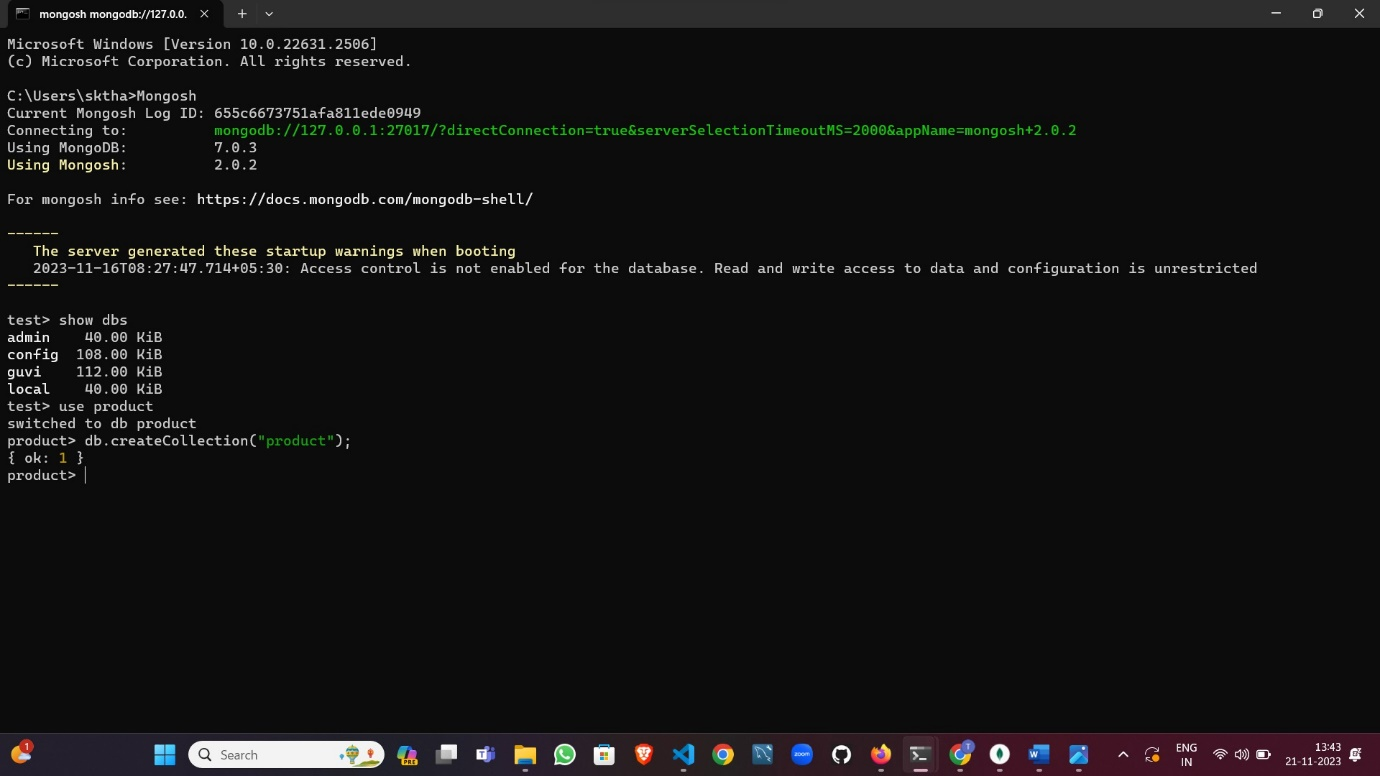 mongosh mongodb://127.0.0.
Microsoft Windows [Version 10.0.22631.2506]
(c) Microsoft Corporation. All rights reserved.
C:\Users\sktha>Mongosh
Current Mongosh Log ID: 655c6673751afa811ede0949
Connecting to:          mongodb://127.0.0.1:27017/?directConnection=true&serverSelectionTimeoutMS=2000&appName=mongosh+2.0.2
Using MongoDB:          7.0.3
Using Mongosh:          2.0.2
For mongosh info see: https://docs.mongodb.com/mongodb-shell/
------
   The server generated these startup warnings when booting
   2023-11-16T08:27:47.714+05:30: Access control is not enabled for the database. Read and write access to data and configuration is unrestricted
------
test> show dbs
admin    40.00 KiB
config  108.00 KiB
guvi    112.00 KiB
local    40.00 KiB
test> use product
switched to db product
product> db.createCollection("product");
{ ok: 1 }
product>
1
Search
PRE
zoom
T
W
ENG
IN
13:43
21-11-2023